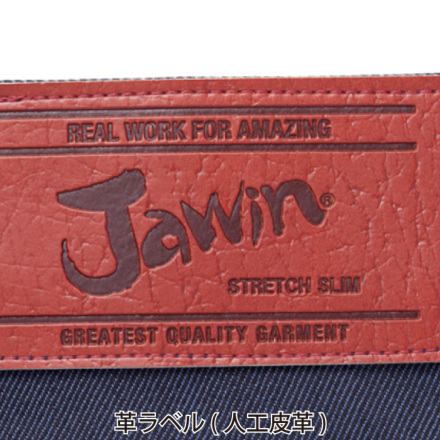 REAL WORK FOR AMAZING
Jawin®
STRETCH SLIM
GREATEST QUALITY GARMENT
革ラベル(人工皮革)